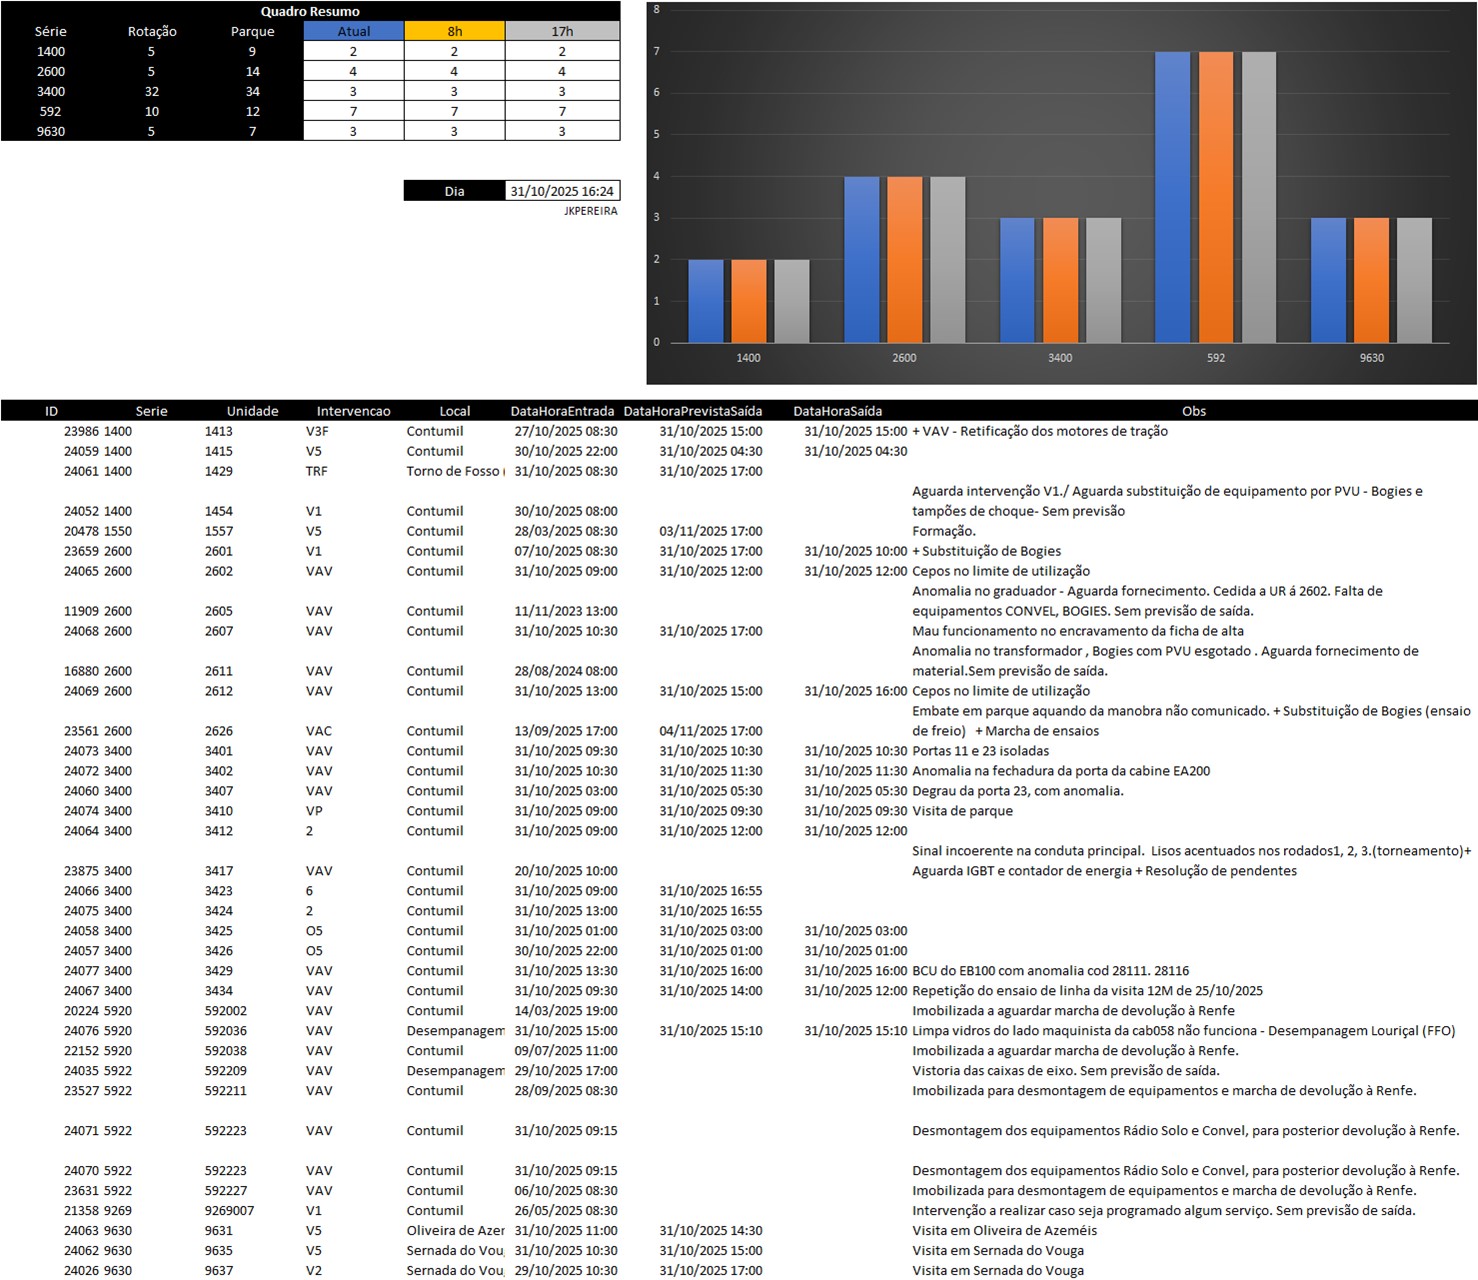 Quadro Resumo
Série Rotação Parque Atual 8h 17h
1400 5 9 2 2 2
2600 5 14 4 4 4
3400 32 34 3 3 3
592 10 12 7 7 7
9630 5 7 3 3 3
Dia 31/10/2025 16:24
JKPEREIRA
8
7
6
5
4
3
2
1
0
1400 2600 3400 592 9630
ID Serie Unidade Intervencao Local DataHoraEntrada DataHoraPrevistaSaída DataHoraSaída Obs
23986 1400 1413 V3F Contumil 27/10/2025 08:30 31/10/2025 15:00 31/10/2025 15:00 + VAV - Retificação dos motores de tração
24059 1400 1415 V5 Contumil 30/10/2025 22:00 31/10/2025 04:30 31/10/2025 04:30
24061 1400 1429 TRF Torno de Fosso ( 31/10/2025 08:30 31/10/2025 17:00
Aguarda intervenção V1./ Aguarda substituição de equipamento por PVU - Bogies e
24052 1400 1454 V1 Contumil 30/10/2025 08:00 tampões de choque- Sem previsão
20478 1550 1557 V5 Contumil 28/03/2025 08:30 03/11/2025 17:00 Formação.
23659 2600 2601 V1 Contumil 07/10/2025 08:30 31/10/2025 17:00 31/10/2025 10:00 + Substituição de Bogies
24065 2600 2602 VAV Contumil 31/10/2025 09:00 31/10/2025 12:00 31/10/2025 12:00 Cepos no limite de utilização
Anomalia no graduador - Aguarda fornecimento. Cedida a UR á 2602. Falta de
11909 2600 2605 VAV Contumil 11/11/2023 13:00 equipamentos CONVEL, BOGIES. Sem previsão de saída.
24068 2600 2607 VAV Contumil 31/10/2025 10:30 31/10/2025 17:00 Mau funcionamento no encravamento da ficha de alta
Anomalia no transformador , Bogies com PVU esgotado . Aguarda fornecimento de
16880 2600 2611 VAV Contumil 28/08/2024 08:00 material.Sem previsão de saída.
24069 2600 2612 VAV Contumil 31/10/2025 13:00 31/10/2025 15:00 31/10/2025 16:00 Cepos no limite de utilização
Embate em parque aquando da manobra não comunicado. + Substituição de Bogies (ensaio
23561 2600 2626 VAC Contumil 13/09/2025 17:00 04/11/2025 17:00 de freio) + Marcha de ensaios
24073 3400 3401 VAV Contumil 31/10/2025 09:30 31/10/2025 10:30 31/10/2025 10:30 Portas 11 e 23 isoladas
24072 3400 3402 VAV Contumil 31/10/2025 10:30 31/10/2025 11:30 31/10/2025 11:30 Anomalia na fechadura da porta da cabine EA200
24060 3400 3407 VAV Contumil 31/10/2025 03:00 31/10/2025 05:30 31/10/2025 05:30 Degrau da porta 23, com anomalia.
24074 3400 3410 VP Contumil 31/10/2025 09:00 31/10/2025 09:30 31/10/2025 09:30 Visita de parque
24064 3400 3412 2 Contumil 31/10/2025 09:00 31/10/2025 12:00 31/10/2025 12:00
Sinal incoerente na conduta principal. Lisos acentuados nos rodados1, 2, 3.(torneamento)+
23875 3400 3417 VAV Contumil 20/10/2025 10:00 Aguarda IGBT e contador de energia + Resolução de pendentes
24066 3400 3423 6 Contumil 31/10/2025 09:00 31/10/2025 16:55
24075 3400 3424 2 Contumil 31/10/2025 13:00 31/10/2025 16:55
24058 3400 3425 O5 Contumil 31/10/2025 01:00 31/10/2025 03:00 31/10/2025 03:00
24057 3400 3426 O5 Contumil 30/10/2025 22:00 31/10/2025 01:00 31/10/2025 01:00
24077 3400 3429 VAV Contumil 31/10/2025 13:30 31/10/2025 16:00 31/10/2025 16:00 BCU do EB100 com anomalia cod 28111. 28116
24067 3400 3434 VAV Contumil 31/10/2025 09:30 31/10/2025 14:00 31/10/2025 12:00 Repetição do ensaio de linha da visita 12M de 25/10/2025
20224 5920 592002 VAV Contumil 14/03/2025 19:00 Imobilizada a aguardar marcha de devolução à Renfe
24076 5920 592036 VAV Desempanagem 31/10/2025 15:00 31/10/2025 15:10 31/10/2025 15:10 Limpa vidros do lado maquinista da cab058 não funciona - Desempanagem Louriçal (FFO)
22152 5920 592038 VAV Contumil 09/07/2025 11:00 Imobilizada a aguardar marcha de devolução à Renfe.
24035 5922 592209 VAV Desempanagem 29/10/2025 17:00 Vistoria das caixas de eixo. Sem previsão de saída.
23527 5922 592211 VAV Contumil 28/09/2025 08:30 Imobilizada para desmontagem de equipamentos e marcha de devolução à Renfe.
24071 5922 592223 VAV Contumil 31/10/2025 09:15 Desmontagem dos equipamentos Rádio Solo e Convel, para posterior devolução à Renfe.
24070 5922 592223 VAV Contumil 31/10/2025 09:15 Desmontagem dos equipamentos Rádio Solo e Convel, para posterior devolução à Renfe.
23631 5922 592227 VAV Contumil 06/10/2025 08:30 Imobilizada para desmontagem de equipamentos e marcha de devolução à Renfe.
21358 9269 9269007 V1 Contumil 26/05/2025 08:30 Intervenção a realizar caso seja programado algum serviço. Sem previsão de saída.
24063 9630 9631 V5 Oliveira de Azer 31/10/2025 11:00 31/10/2025 14:30 Visita em Oliveira de Azeméis
24062 9630 9635 V5 Sernada do Vou 31/10/2025 10:30 31/10/2025 15:00 Visita em Sernada do Vouga
24026 9630 9637 V2 Sernada do Vou 29/10/2025 10:30 31/10/2025 17:00 Visita em Sernada do Vouga